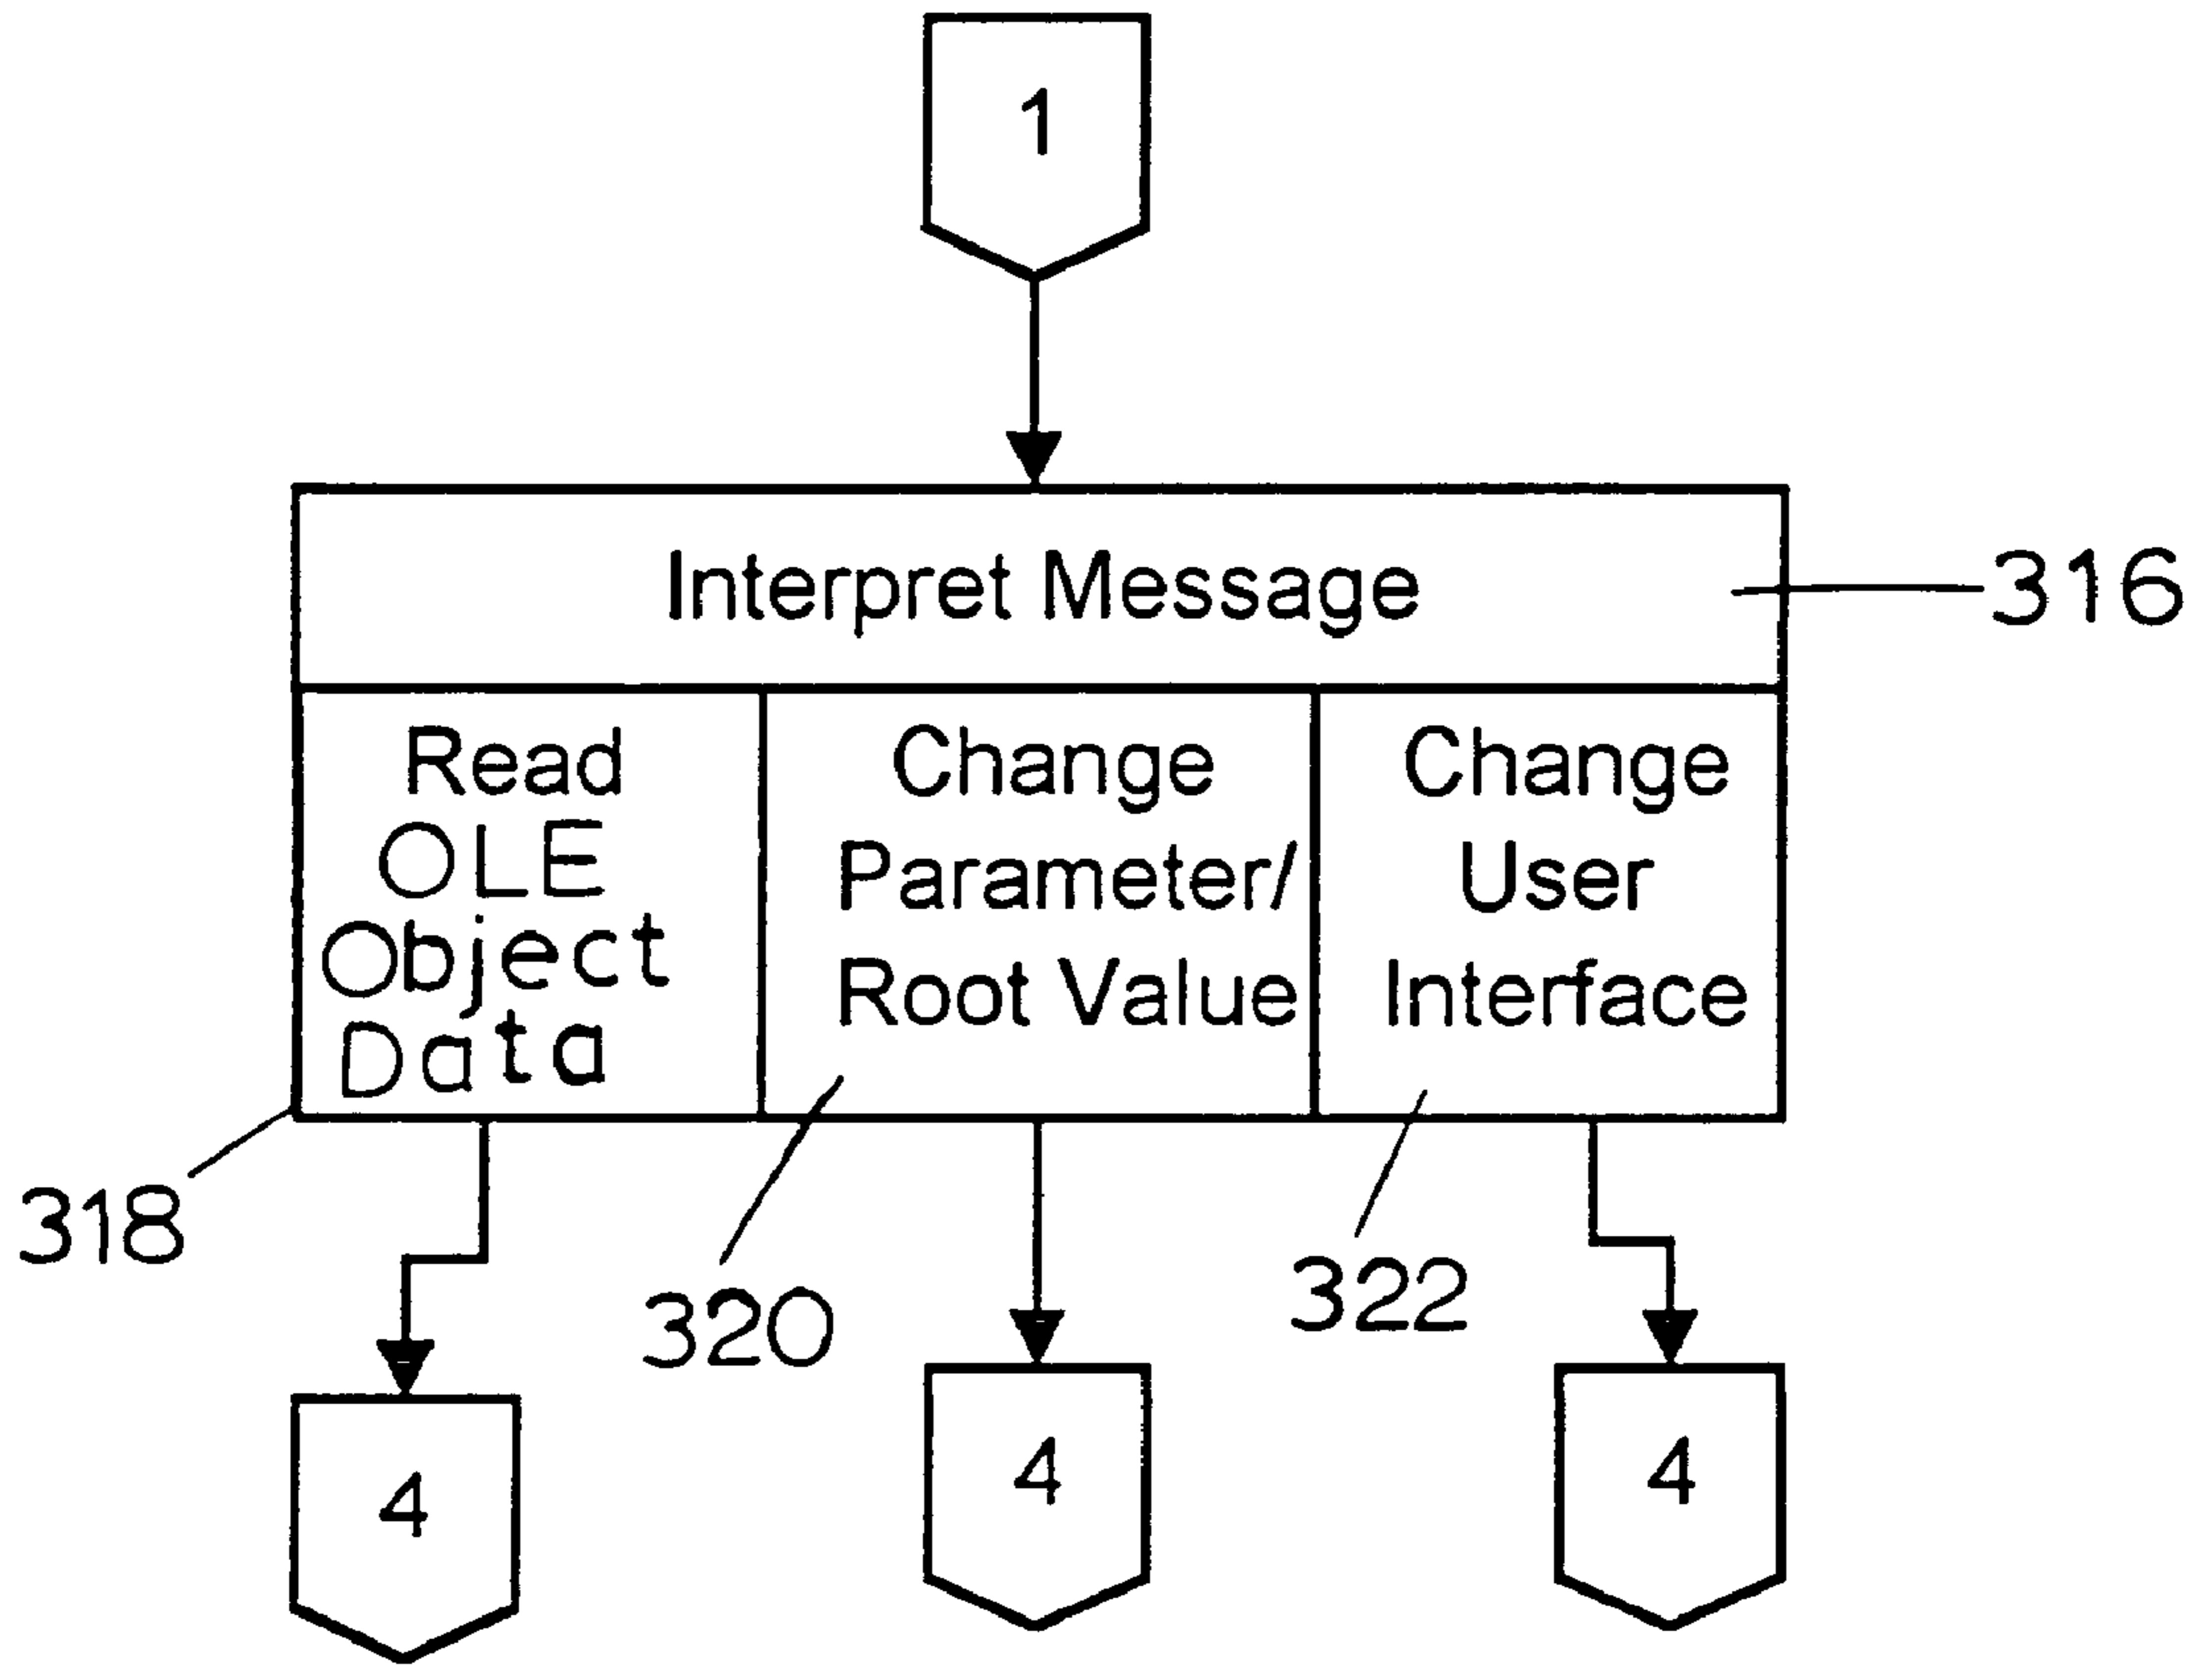 1
Interpret Message
316
Read
OLE
Object
Data
Change
Parameter/
Root Value
Change
User
Interface
318
320
322
4
4
4